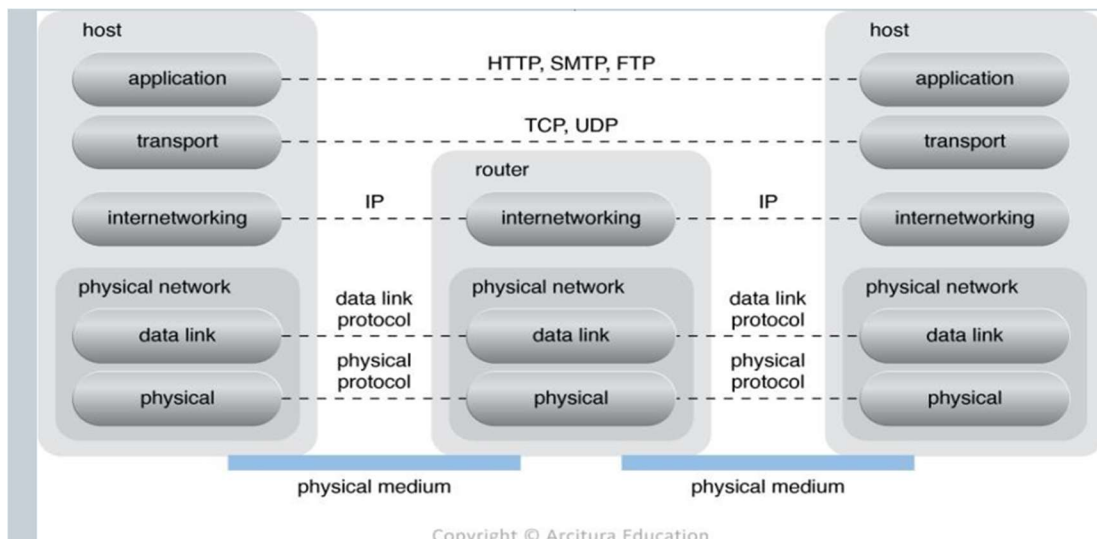 host
host
application
HTTP, SMTP, FTP
application
transport
TCP, UDP
transport
router
internetworking
IP
internetworking
IP
internetworking
physical network
physical network
physical network
data link
data link
protocol
data link
data link
protocol
data link
physical
physical
protocol
physical
physical
protocol
physical
physical medium
physical medium
Copyright © Arcitura Education